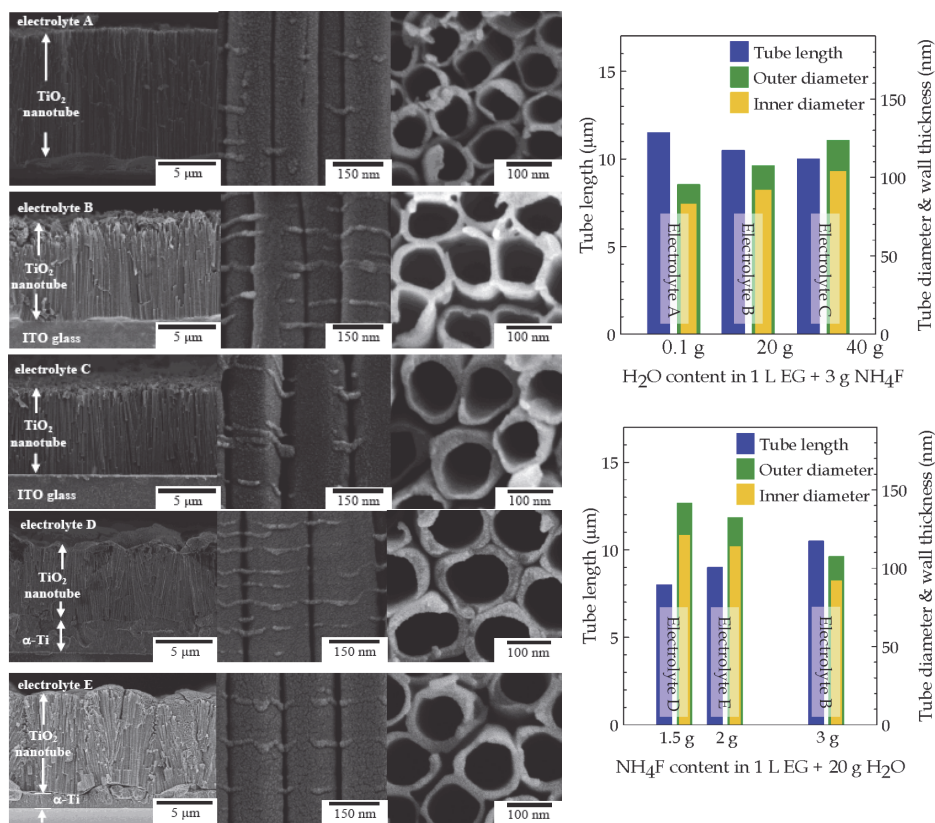 electrolyte A
TiO2
nanotube
5 μm
150 nm
100 nm
electrolyte B
TiO2
nanotube
ITO glass
5 μm
150 nm
100 nm
electrolyte C
TiO2
nanotube
ITO glass
5 μm
150 nm
100 nm
electrolyte D
TiO2
nanotube
α-Ti
5 μm
150 nm
100 nm
electrolyte E
TiO2
nanotube
α-Ti
5 μm
150 nm
100 nm
Tube length
Outer diameter
Inner diameter
15
10
5
0
Tube length (μm)
150
100
50
0
Tube diameter & wall thickness (nm)
Electrolyte A
Electrolyte B
Electrolyte C
0.1 g 20 g 40 g
H2O content in 1 L EG + 3 g NH4F
Tube length
Outer diameter
Inner diameter
15
10
5
0
Tube length (μm)
150
100
50
0
Tube diameter & wall thickness (nm)
Electrolyte D
Electrolyte E
Electrolyte B
1.5 g 2 g 3 g
NH4F content in 1 L EG + 20 g H2O